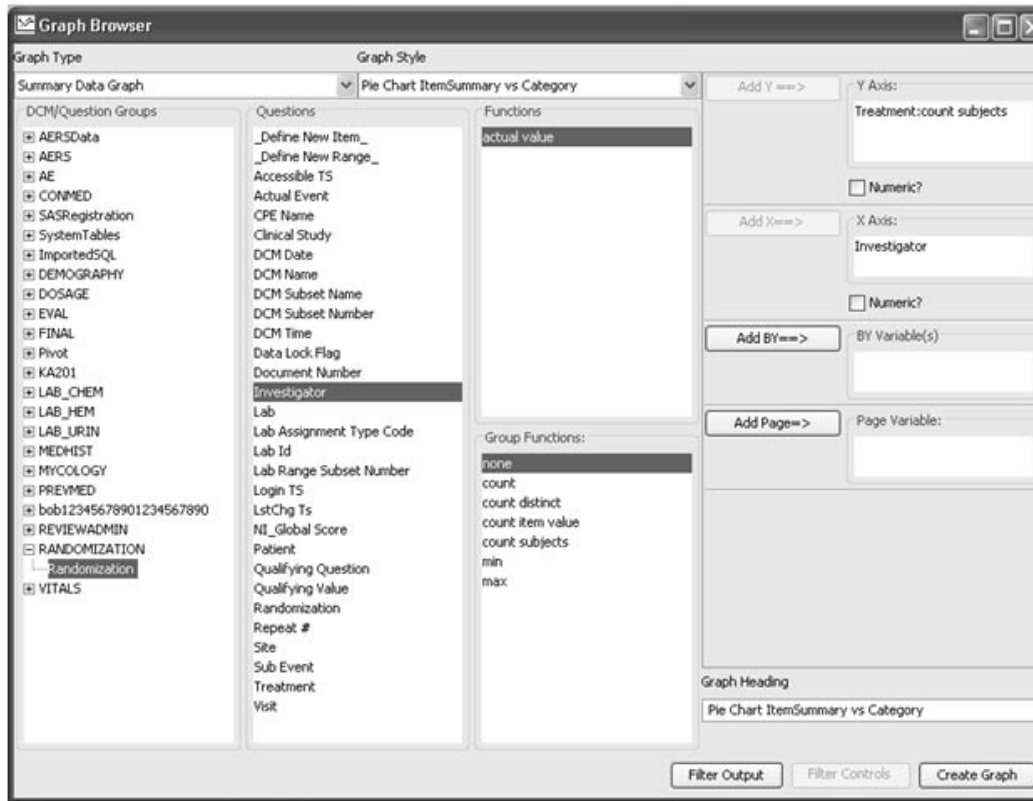 Graph Browser
Graph Type
Graph Style
Summary Data Graph
Pie Chart ItemSummary vs Category
DCM/Question Groups
AERSData
AERS
AE
CONMED
SASRegistration
SystemTables
ImportedSQL
DEMOGRAPHY
DOSAGE
EVAL
FINAL
Pivot
KA201
LAB_CHEM
LAB_HEM
LAB_URIN
MEDHIST
MYCOLOGY
PREVMED
bob12345678901234567890
REVIEWADMIN
RANDOMIZATION
Randomization
VITALS
Questions
_Define New Item_
_Define New Range_
Accessible TS
Actual Event
CPE Name
Clinical Study
DCM Date
DCM Name
DCM Subset Name
DCM Subset Number
DCM Time
Data Lock Flag
Document Number
Investigator
Lab
Lab Assignment Type Code
Lab Id
Lab Range Subset Number
Login TS
LstChg Ts
NI_Global Score
Patient
Qualifying Question
Qualifying Value
Randomization
Repeat #
Site
Sub Event
Treatment
Visit
Functions
actual value
Group Functions:
none
count
count distinct
count item value
count subjects
min
max
Add Y ==>
Y Axis:
Treatment:count subjects
Numeric?
Add X==>
X Axis:
Investigator
Numeric?
Add BY==>
BY Variable(s)
Add Page=>
Page Variable:
Graph Heading
Pie Chart ItemSummary vs Category
Filter Output
Filter Controls
Create Graph